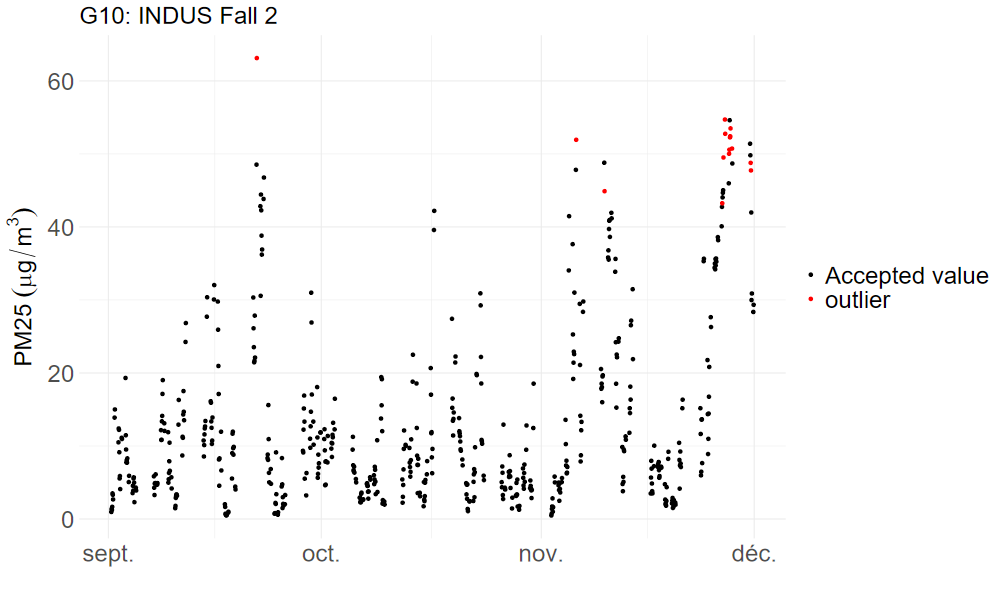 G10: INDUS Fall 2
PM25 (μg/m³)
60
40
20
0
sept.
oct.
nov.
déc.
Accepted value
outlier